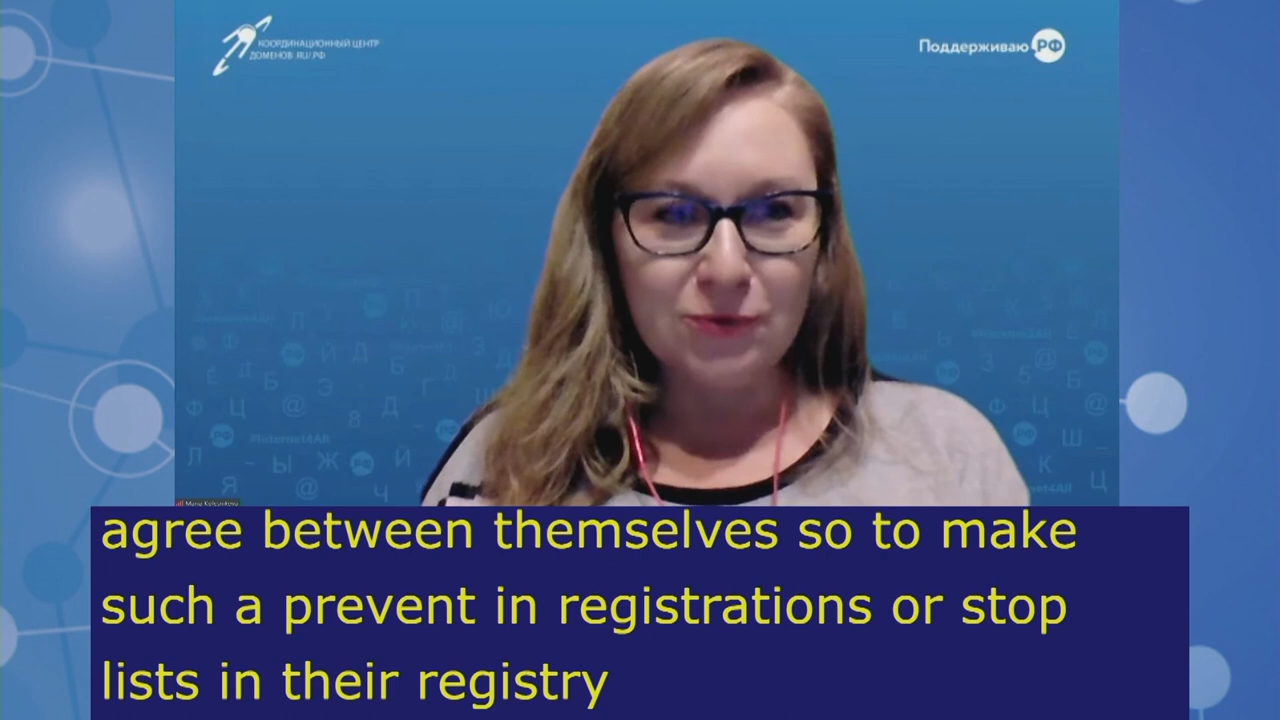 КООРДИНАЦИОННЫЙ ЦЕНТР
ДОМЕНОВ .RU/.РФ
Поддерживаю РФ
#Internet4All
agree between themselves so to make
such a prevent in registrations or stop
lists in their registry